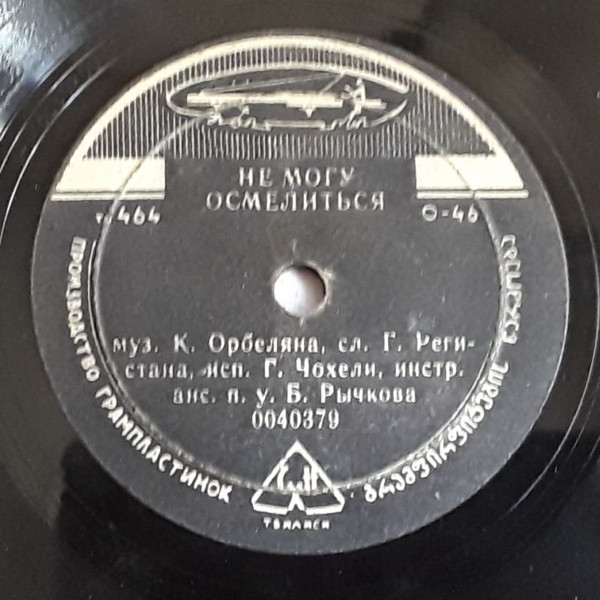 НЕ МОГУ
ОСМЕЛИТЬСЯ
464
0-46
муз. К. Орбеляна, сл. Г. Реги-
стана, исп. Г. Чохели, инстр.
анс. п. у. Б. Рычкова
0040379
ПРОИЗВОДСТВО ГРАМПЛАСТИНОК
ТБИЛИСИ